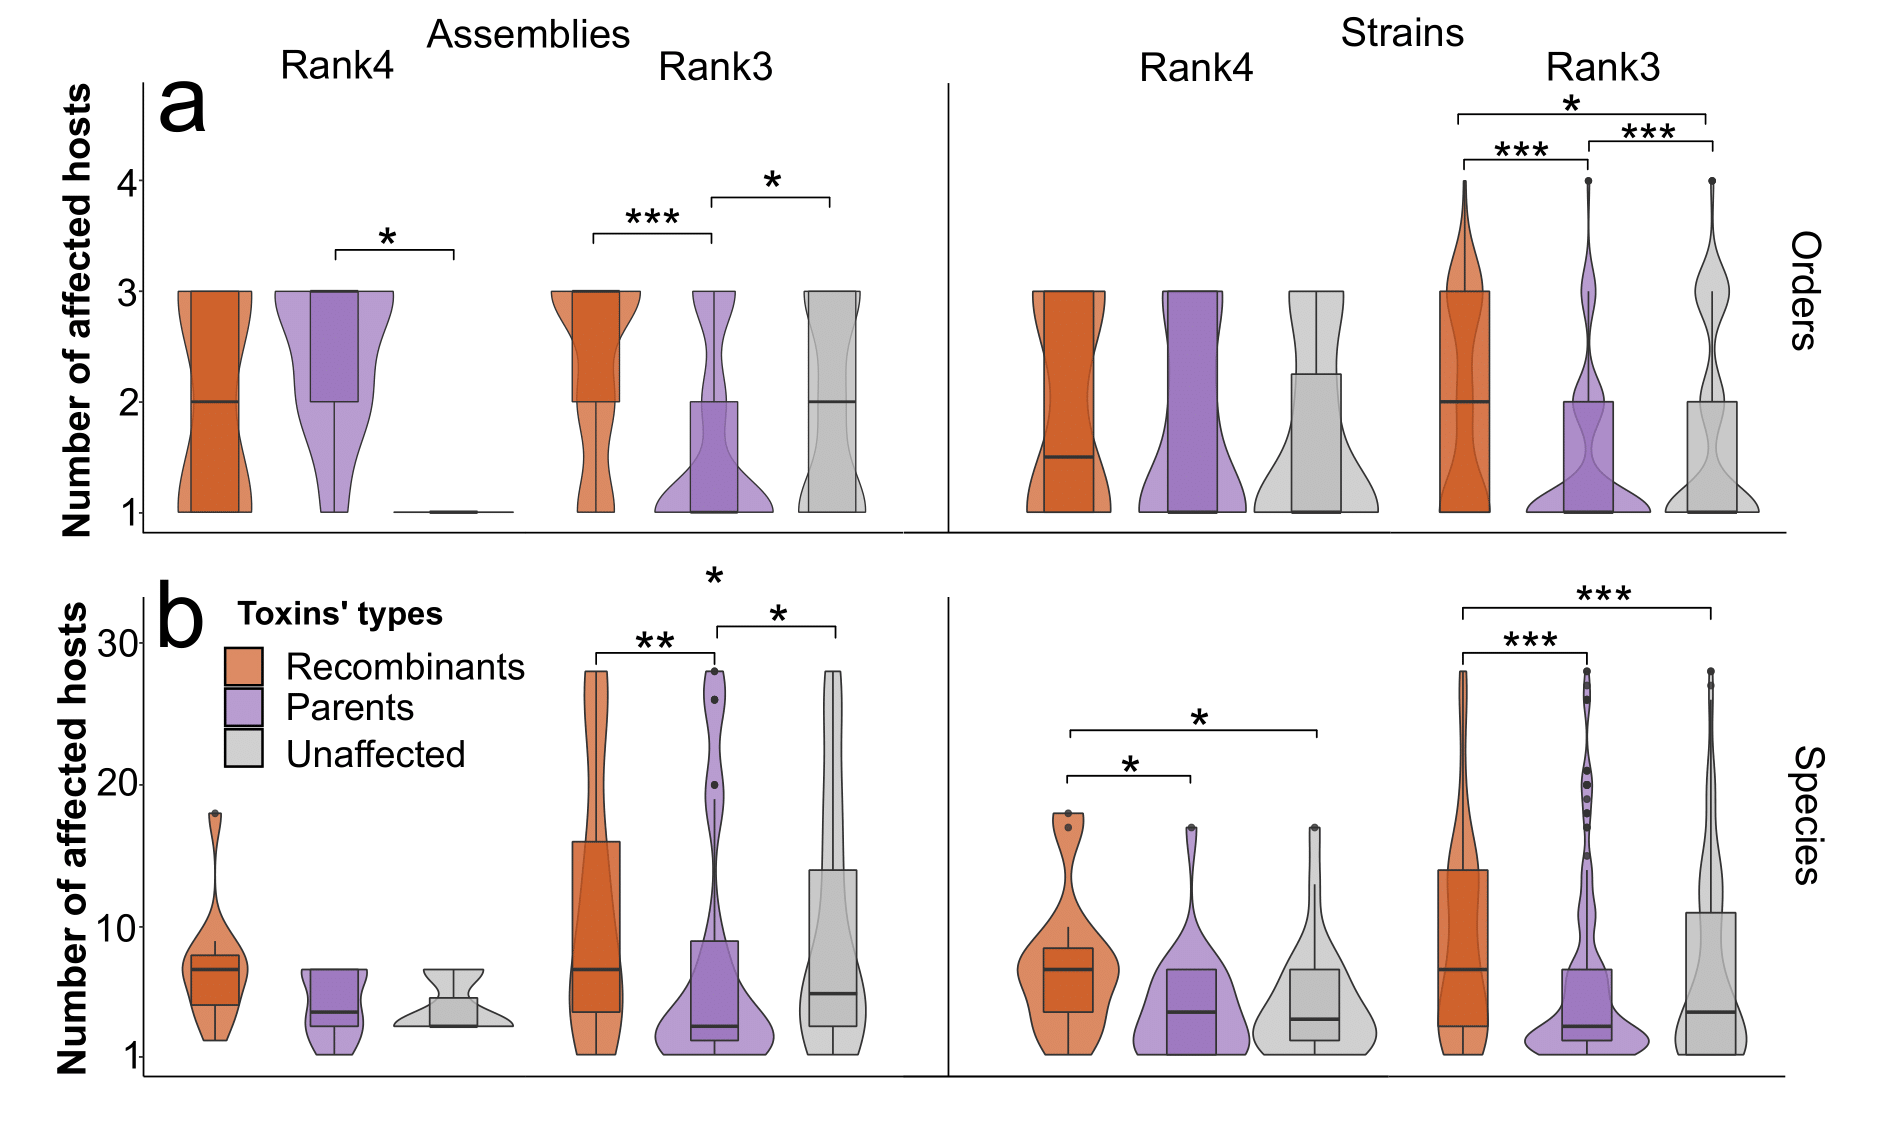 Assemblies
Strains
Rank4
Rank3
Rank4
Rank3
a
Number of affected hosts
4
3
2
1
*
***
*
***
*
***
Orders
b
Number of affected hosts
30
20
10
1
Toxins' types
Recombinants
Parents
Unaffected
*
**
*
*
*
***
***
Species